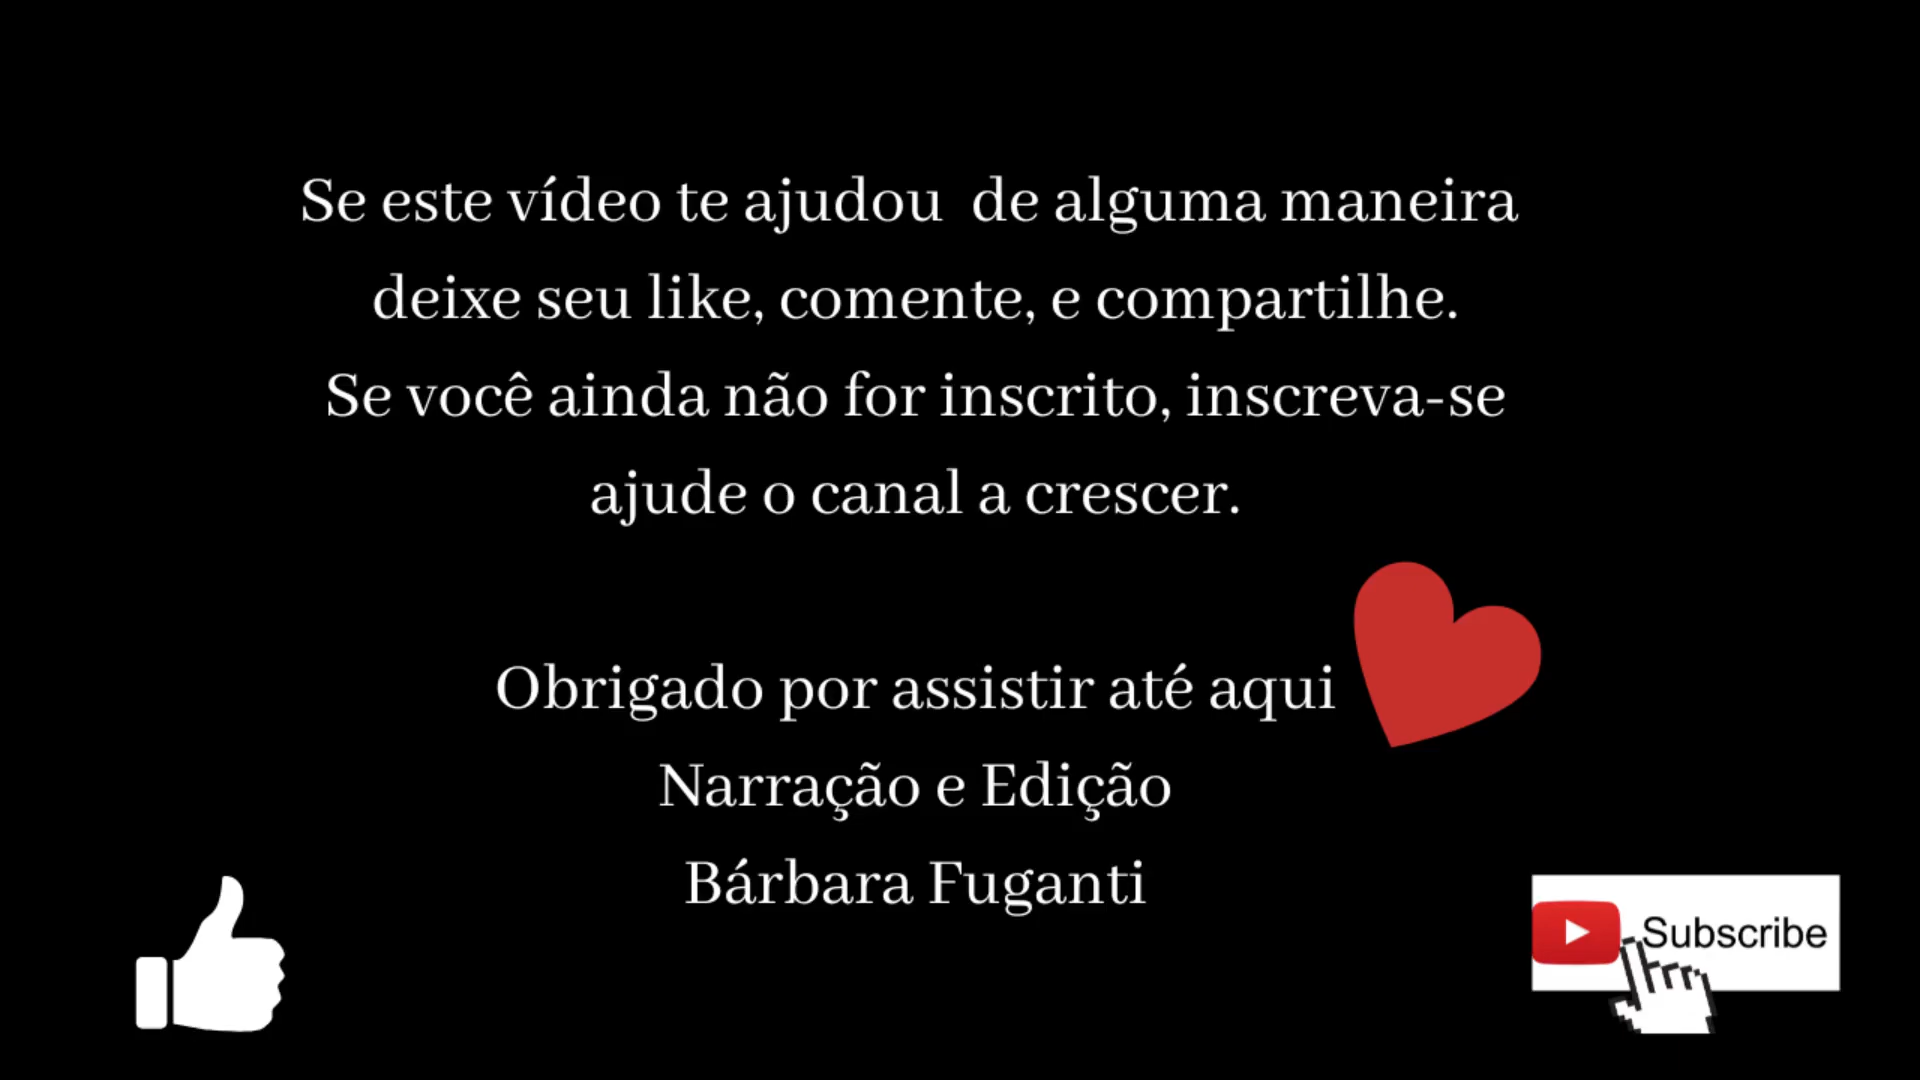 Se este vídeo te ajudou  de alguma maneira
deixe seu like, comente, e compartilhe.
Se você ainda não for inscrito, inscreva-se
ajude o canal a crescer.
Obrigado por assistir até aqui
Narração e Edição
Bárbara Fuganti
Subscribe